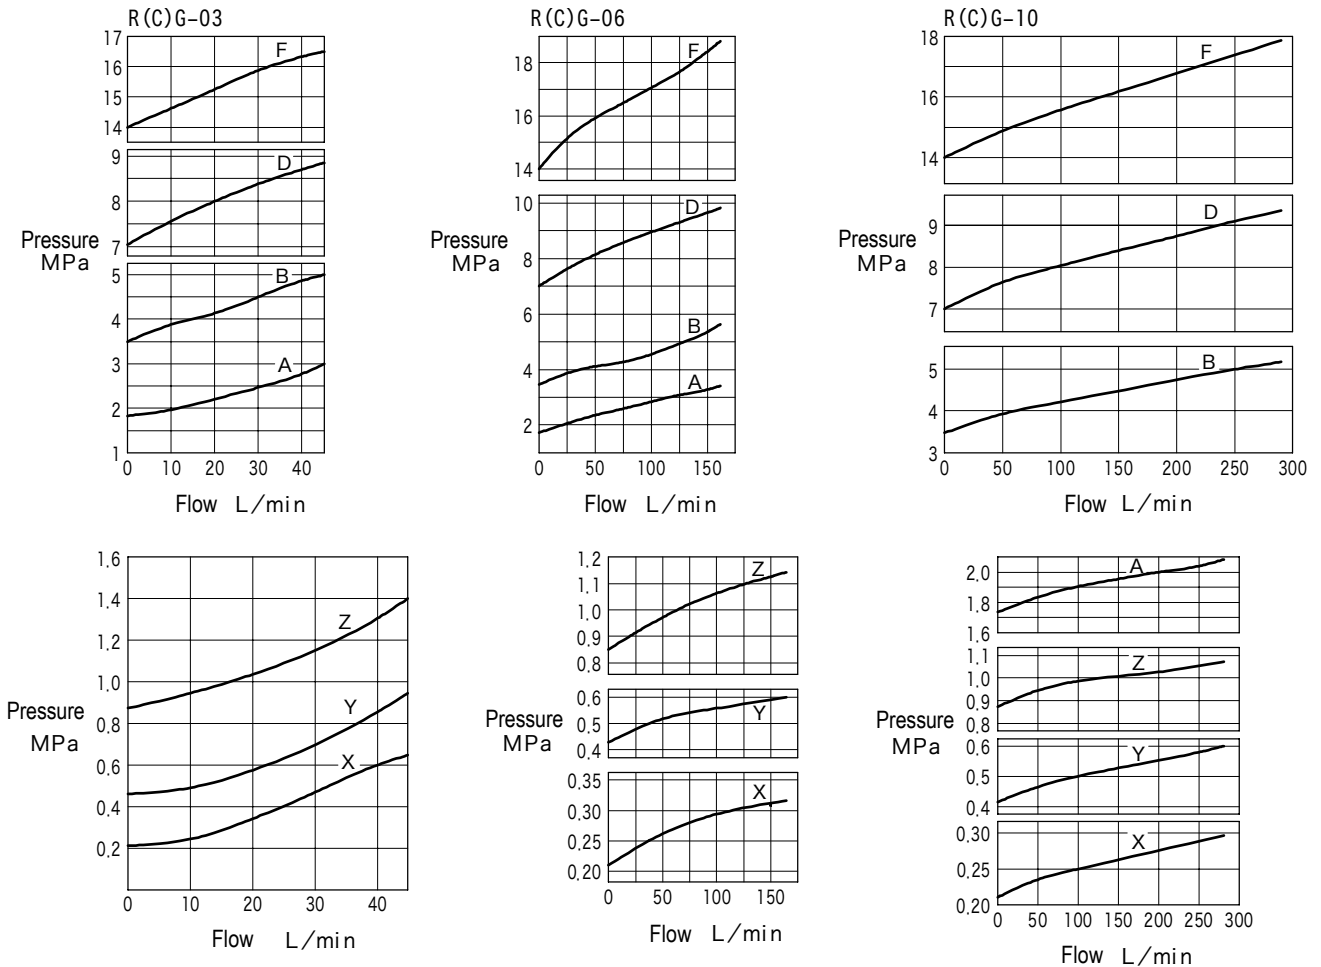 R(C)G-03
17
16
15
14
F
9
8
7
D
5
4
3
2
1
B
A
Pressure
MPa
0 10 20 30 40
Flow L/min
R(C)G-06
18
16
14
F
10
8
6
4
2
D
B
A
Pressure
MPa
0 50 100 150
Flow L/min
R(C)G-10
18
16
14
F
9
8
7
D
5
4
3
B
Pressure
MPa
0 50 100 150 200 250 300
Flow L/min
1.6
1.4
1.2
1.0
0.8
0.6
0.4
0.2
Z
Y
X
Pressure
MPa
0 10 20 30 40
Flow L/min
1.2
1.1
1.0
0.9
0.8
Z
0.6
0.5
0.4
Y
0.35
0.30
0.25
0.20
X
Pressure
MPa
0 50 100 150
Flow L/min
2.0
1.8
1.6
A
1.1
1.0
0.9
0.8
Z
0.6
0.5
0.4
Y
0.30
0.25
0.20
X
Pressure
MPa
0 50 100 150 200 250 300
Flow L/min